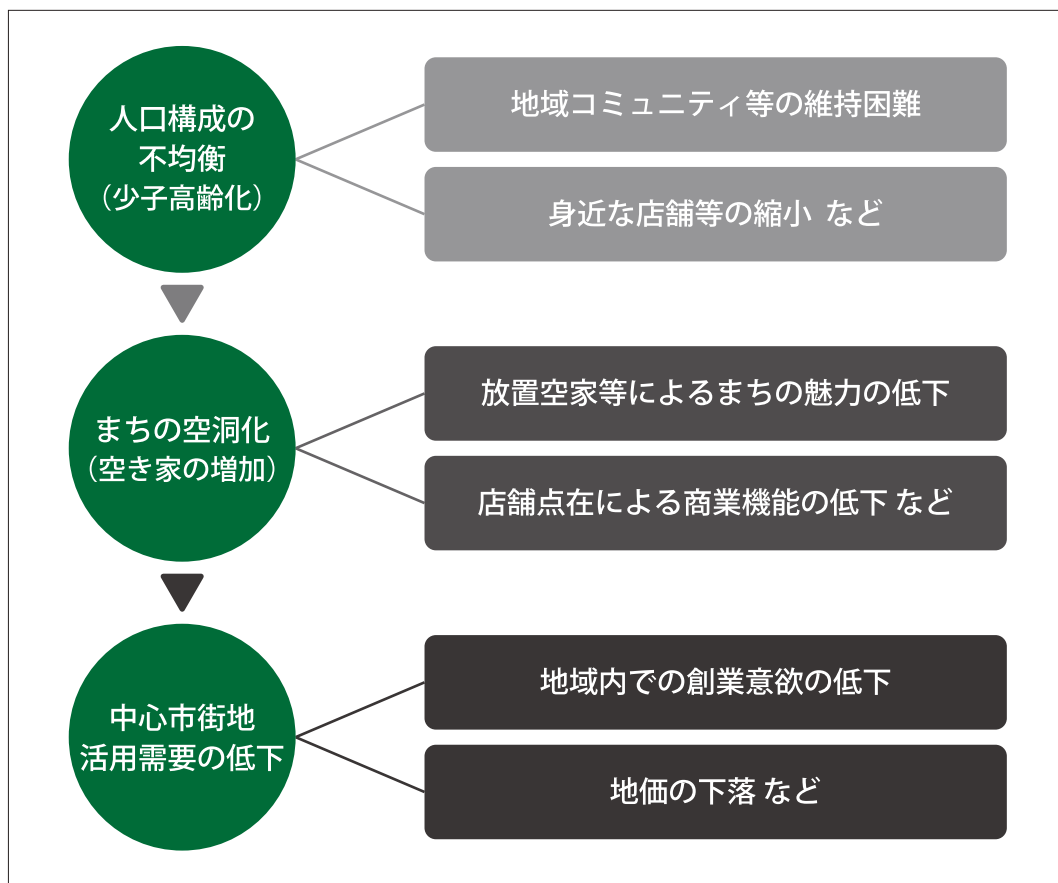 人口構成の
不均衡
（少子高齢化）
地域コミュニティ等の維持困難
身近な店舗等の縮小 など
まちの空洞化
（空き家の増加）
放置空家等によるまちの魅力の低下
店舗点在による商業機能の低下 など
中心市街地
活用需要の低下
地域内での創業意欲の低下
地価の下落 など